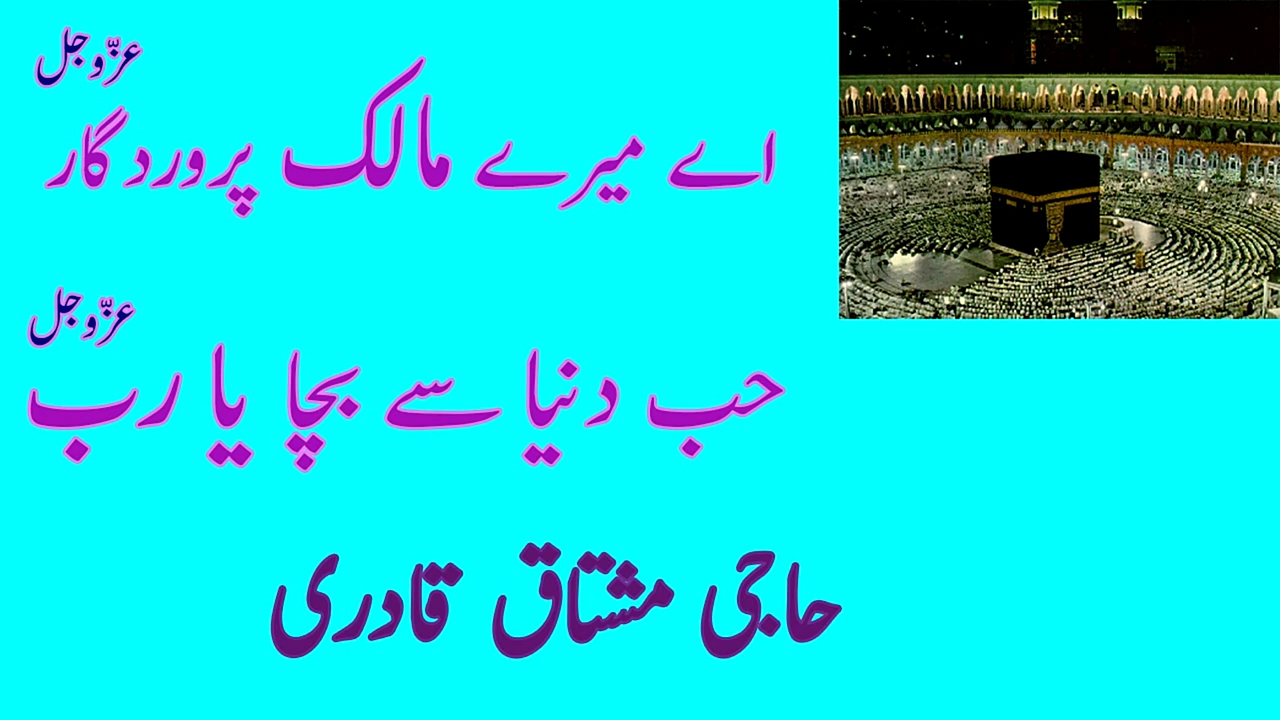 عزّوجل
اے میرے مالک پروردگار
عزّوجل
حب دنیا سے بچا یا رب
حاجی مشتاق قادری